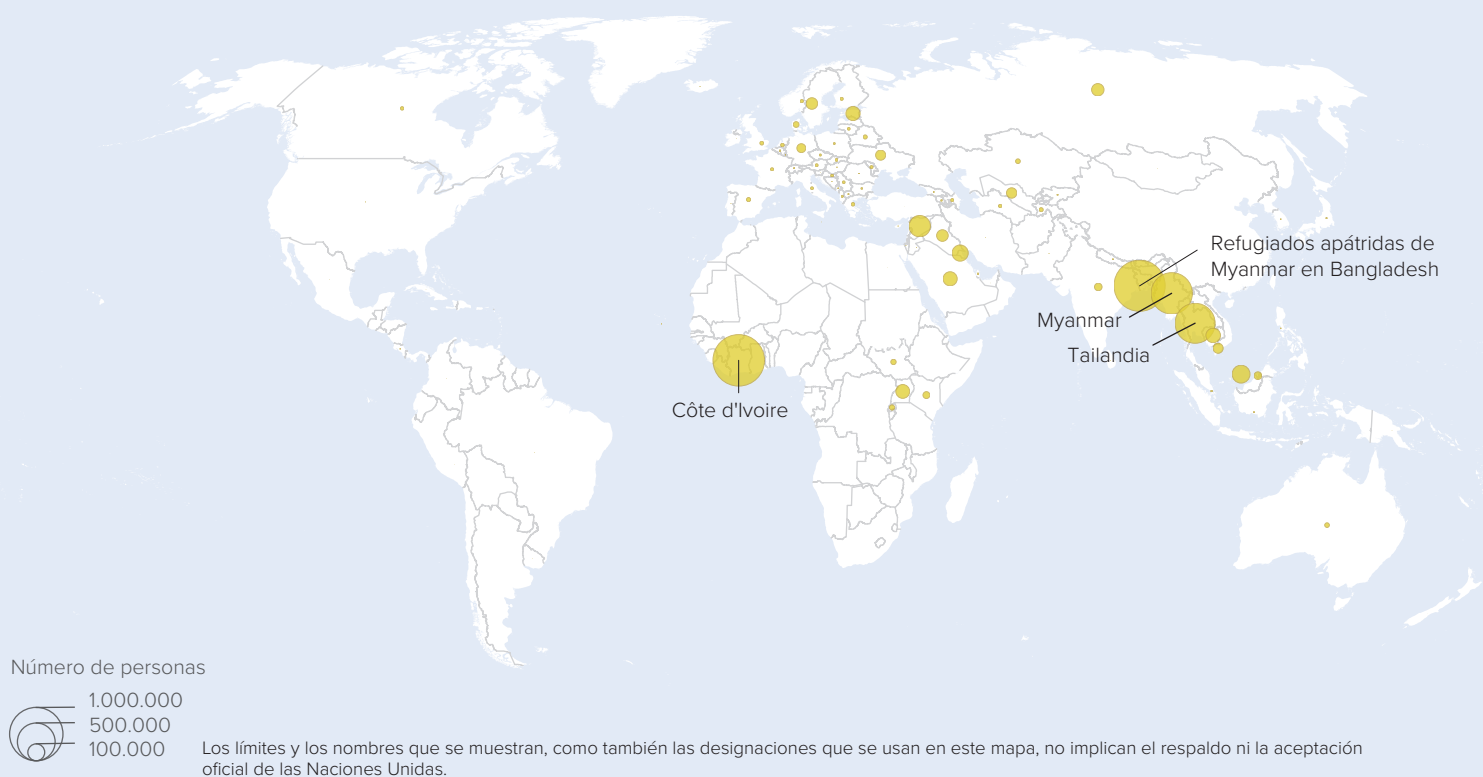 Refugiados apátridas de
Myanmar en Bangladesh
Myanmar
Tailandia
Côte d'Ivoire
Número de personas
1.000.000
500.000
100.000
Los límites y los nombres que se muestran, como también las designaciones que se usan en este mapa, no implican el respaldo ni la aceptación
oficial de las Naciones Unidas.